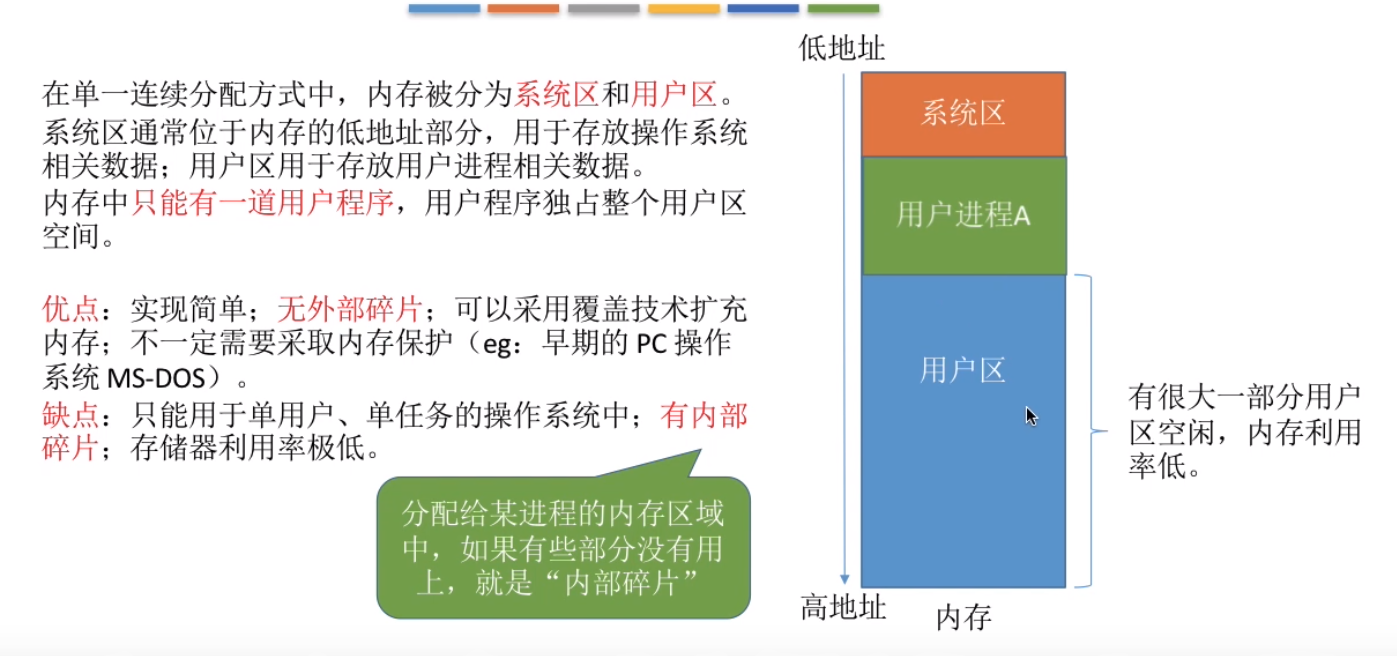 在单一连续分配方式中，内存被分为系统区和用户区。
系统区通常位于内存的低地址部分，用于存放操作系统
相关数据；用户区用于存放用户进程相关数据。
内存中只能有一道用户程序，用户程序独占整个用户区
空间。
优点：实现简单；无外部碎片；可以采用覆盖技术扩充
内存；不一定需要采取内存保护（eg：早期的 PC 操作
系统 MS-DOS）。
缺点：只能用于单用户、单任务的操作系统中；有内部
碎片；存储器利用率极低。
分配给某进程的内存区域
中，如果有些部分没有用
上，就是“内部碎片”
低地址
系统区
用户进程A
用户区
高地址
内存
有很大一部分用户
区空闲，内存利用
率低。